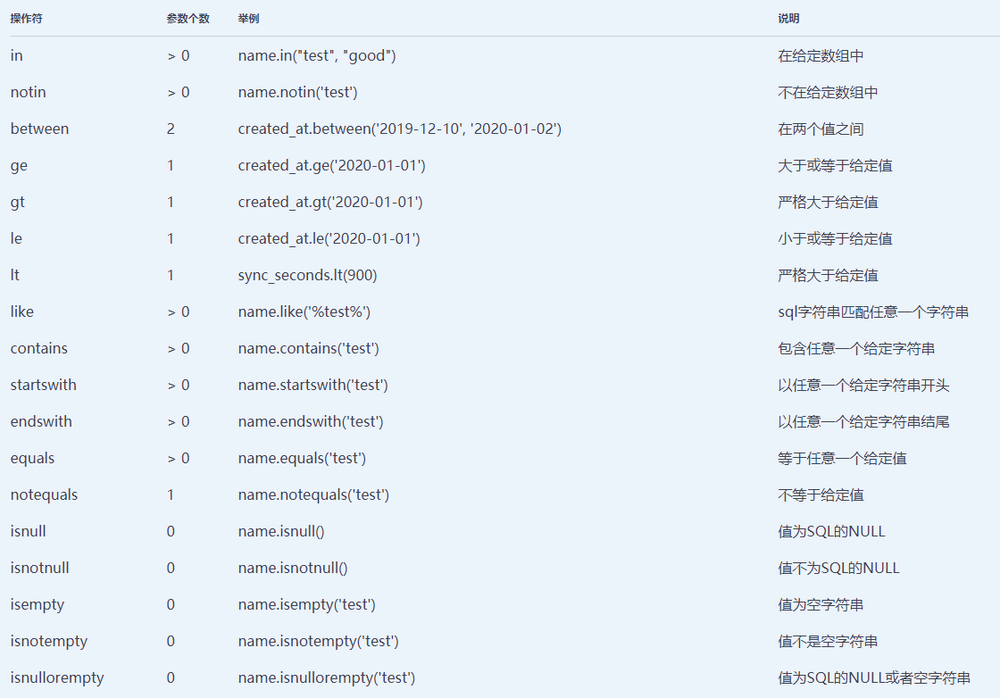 操作符 参数个数 举例 说明
in > 0 name.in("test", "good") 在给定数组中
notin > 0 name.notin('test') 不在给定数组中
between 2 created_at.between('2019-12-10', '2020-01-02') 在两个值之间
ge 1 created_at.ge('2020-01-01') 大于或等于给定值
gt 1 created_at.gt('2020-01-01') 严格大于给定值
le 1 created_at.le('2020-01-01') 小于或等于给定值
lt 1 sync_seconds.lt(900) 严格大于给定值
like > 0 name.like('%test%') sql字符串匹配任意一个字符串
contains > 0 name.contains('test') 包含任意一个给定字符串
startswith > 0 name.startswith('test') 以任意一个给定字符串开头
endswith > 0 name.endswith('test') 以任意一个给定字符串结尾
equals > 0 name.equals('test') 等于任意一个给定值
notequals 1 name.notequals('test') 不等于给定值
isnull 0 name.isnull() 值为SQL的NULL
isnotnull 0 name.isnotnull() 值不为SQL的NULL
isempty 0 name.isempty('test') 值为空字符串
isnotempty 0 name.isnotempty('test') 值不是空字符串
isnullorempty 0 name.isnullorempty('test') 值为SQL的NULL或者空字符串